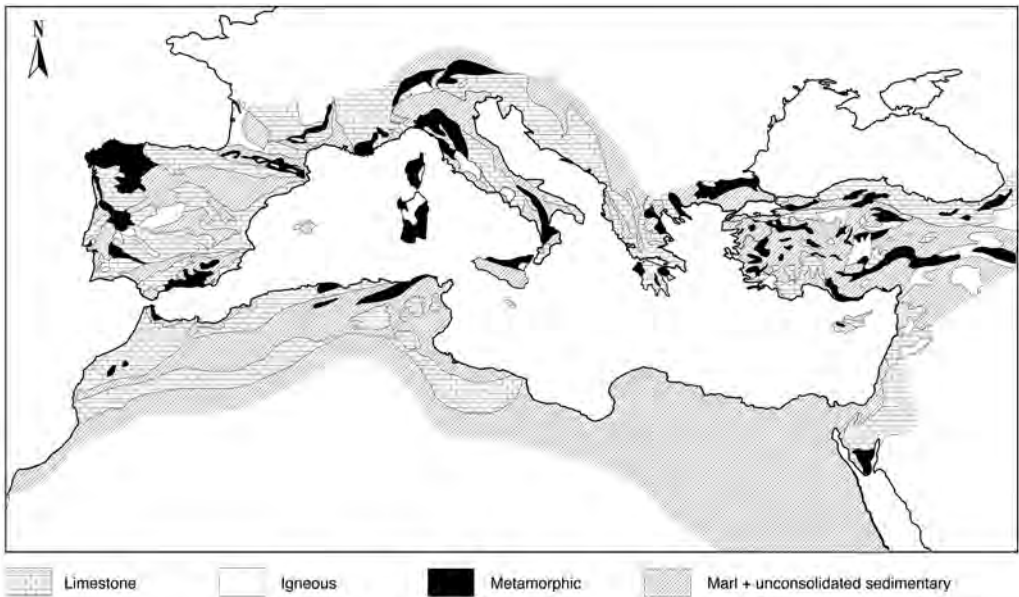 N
Limestone
Igneous
Metamorphic
Marl + unconsolidated sedimentary